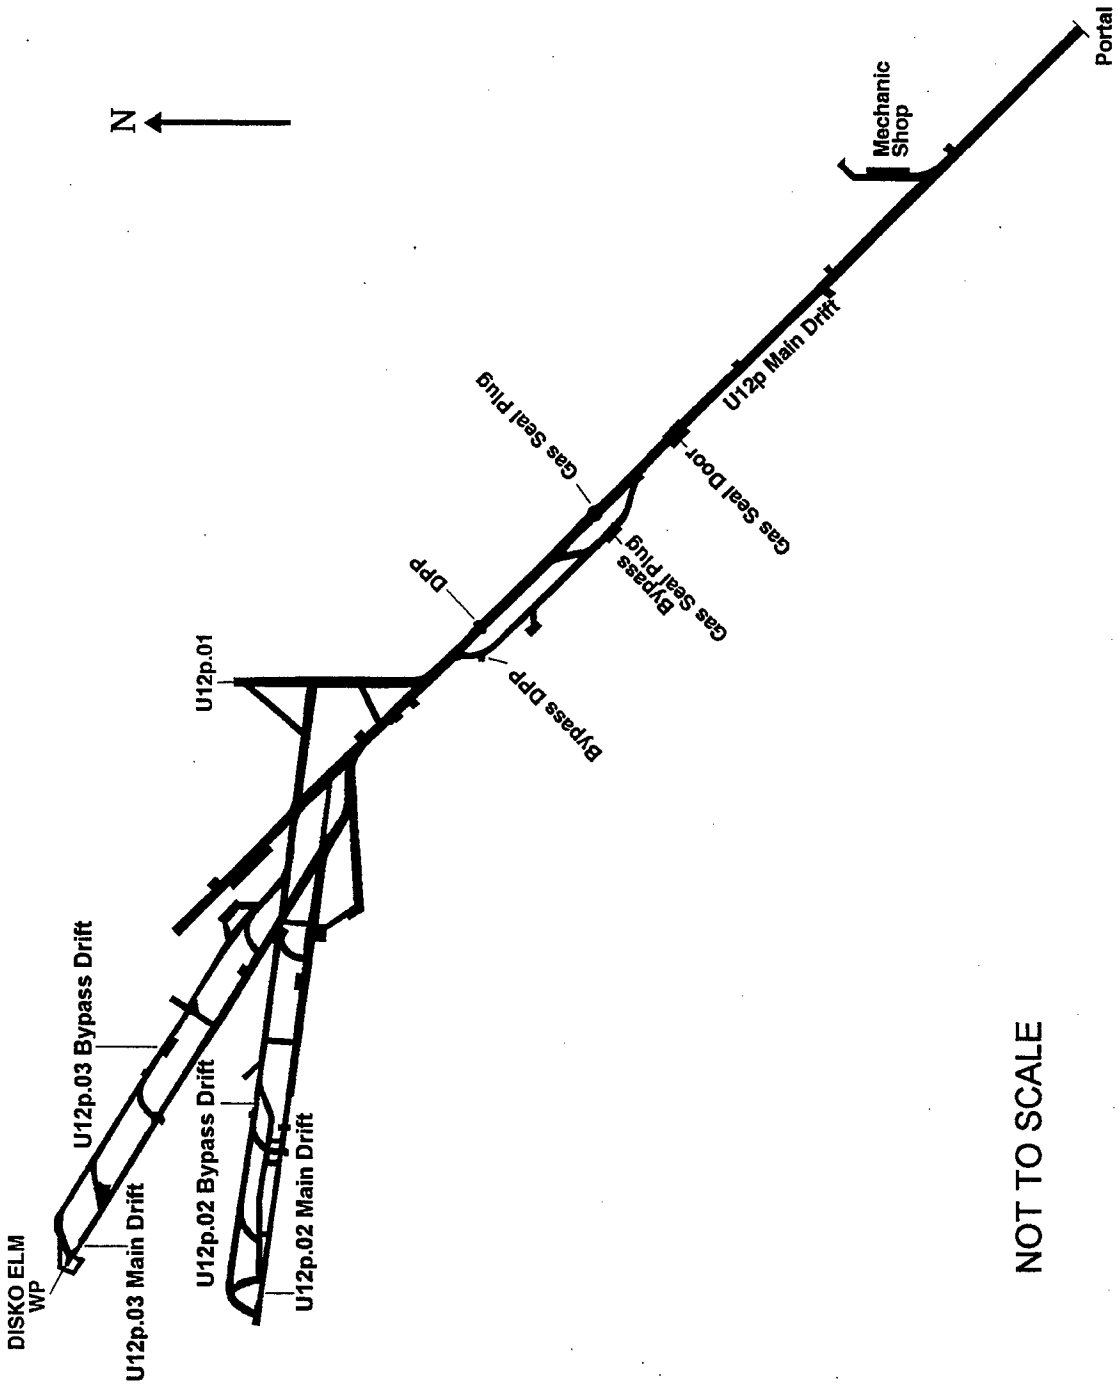 N
Portal
Mechanic
Shop
U12p Main Drift
Gas Seal Plug
Gas Seal Door
Bypass
Gas Seal Plug
DPP
Bypass DPP
U12p.01
U12p.03 Bypass Drift
U12p.02 Bypass Drift
U12p.02 Main Drift
U12p.03 Main Drift
DISKO ELM
WP
NOT TO SCALE